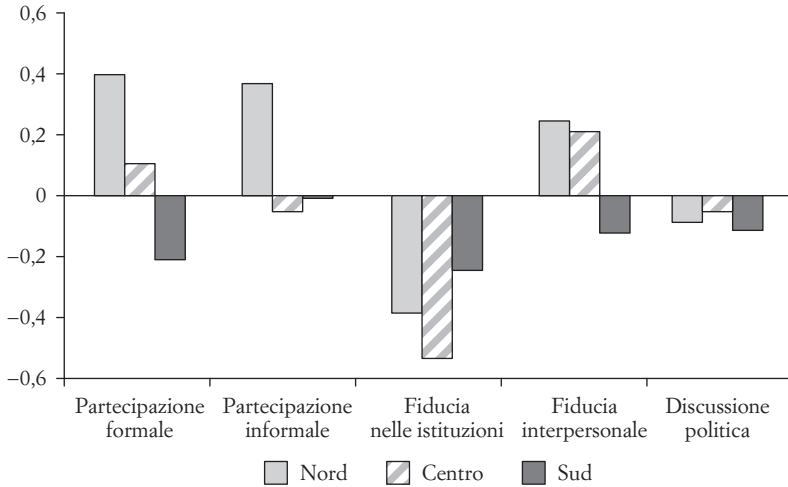 0,6
0,4
0,2
0
−0,2
−0,4
−0,6
Partecipazione
formale
Partecipazione
informale
Fiducia
nelle istituzioni
Fiducia
interpersonale
Discussione
politica
Nord Centro Sud